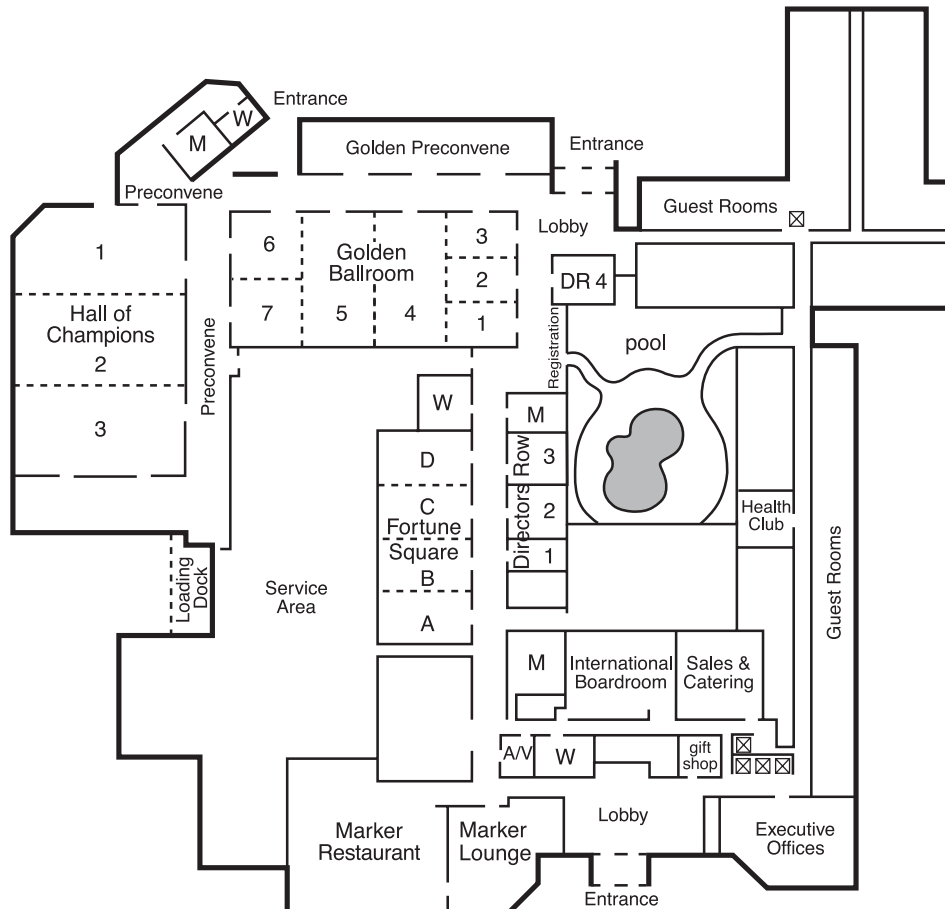 Entrance
W
M
Golden Preconvene
Entrance
Preconvene
Guest Rooms
Lobby
1
Hall of
Champions
2
3
Preconvene
6
Golden
Ballroom
3
2
7
5
4
1
DR 4
Registration
pool
W
M
D
C
Fortune
Square
B
A
Directors Row
3
2
1
Health
Club
Loading
Dock
Service
Area
Guest Rooms
M
International
Boardroom
Sales &
Catering
A/V
W
gift
shop
Marker
Restaurant
Marker
Lounge
Lobby
Executive
Offices
Entrance